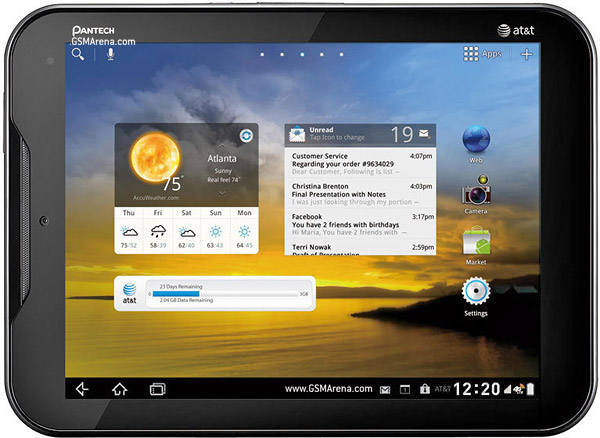 PANTECH
GSMArena.com
at&t
Apps
Atlanta
Sunny
Real feel 74°
75°
AccuWeather.com
Thu Fri Sat Sun Mon
75/52 58/39 62/40 63/43 64/45
Unread
Tap Icon to change
19
Customer Service 4:07pm
Regarding your order #9634029
Dear Customer, Following is list —
Christina Brenton 4:03pm
Final Presentation with Notes
I was just looking through my portion —
Facebook 3:17pm
You have 2 friends with birthdays
Hi Maria, You have 2 friends with —
Terri Nowak 2:59pm
Draft of Presentation
Web
Camera
Market
Settings
at&t
23 Days Remaining
0 3GB
2.04 GB Data Remaining
www.GSMArena.com
1
AT&T
12:20
4G